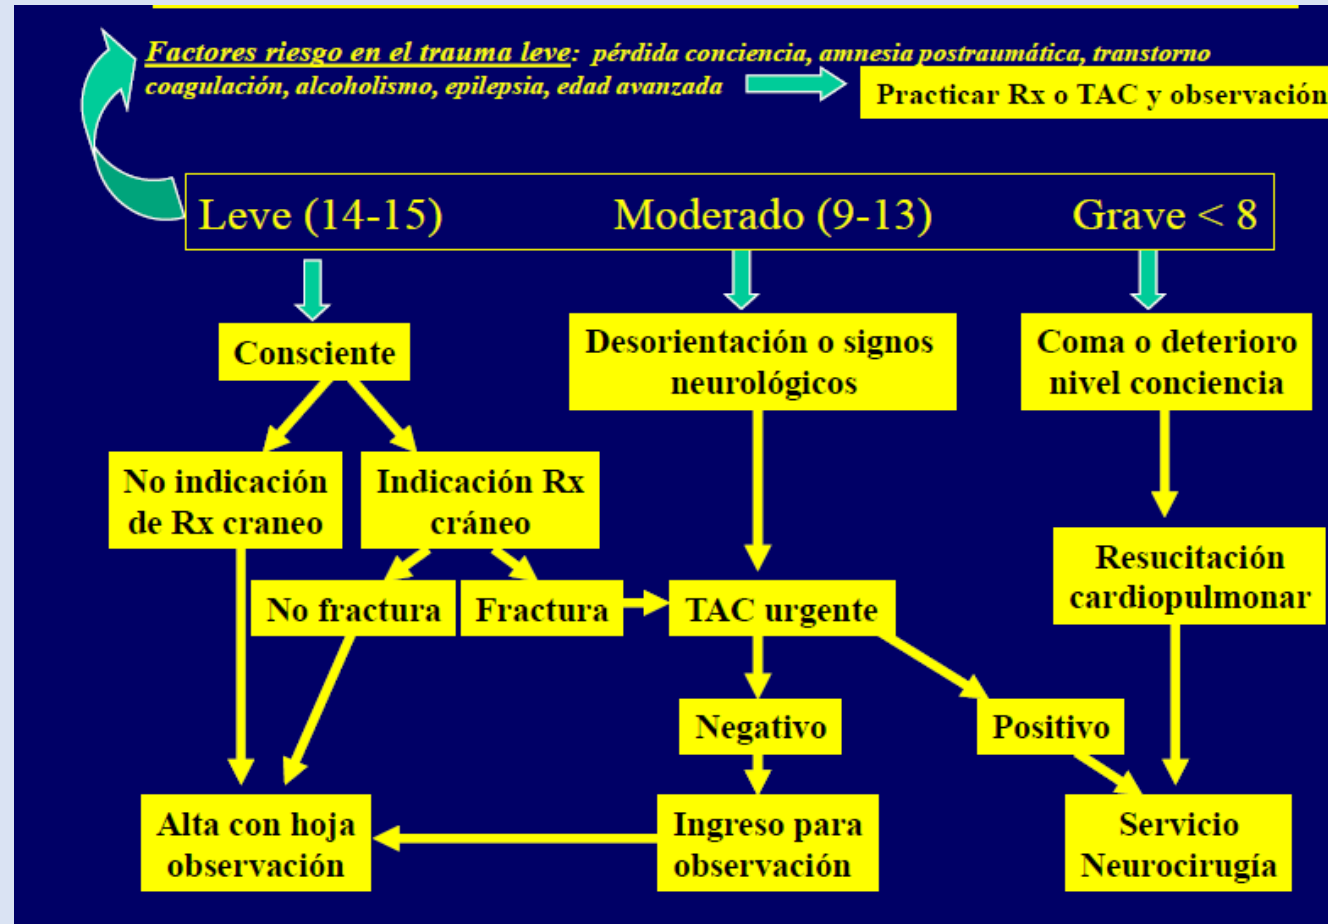 Factores riesgo en el trauma leve: pérdida conciencia, amnesia postraumática, transtorno
coagulación, alcoholismo, epilepsia, edad avanzada
Practicar Rx o TAC y observación
Leve (14-15)
Moderado (9-13)
Grave < 8
Consciente
Desorientación o signos
neurológicos
Coma o deterioro
nivel conciencia
No indicación
de Rx craneo
Indicación Rx
cráneo
Resucitación
cardiopulmonar
No fractura
Fractura
TAC urgente
Negativo
Positivo
Alta con hoja
observación
Ingreso para
observación
Servicio
Neurocirugía